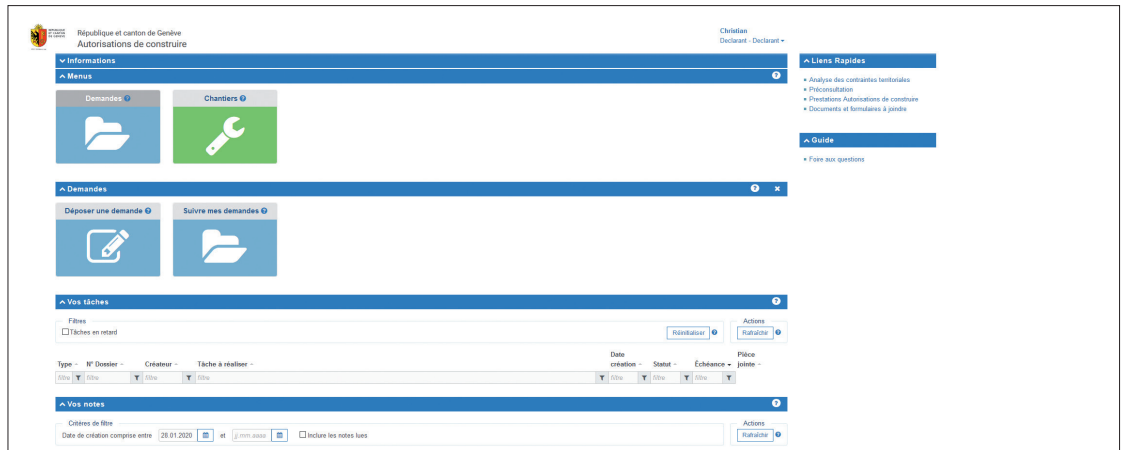 République et canton de Genève
Autorisations de construire
Christian
Declarant - Declarant
Informations
Menus
Demandes
Chantiers
Demandes
Déposer une demande
Suivre mes demandes
Vos tâches
Filtres
Tâches en retard
Réinitialiser
Actions
Rafraîchir
Type
N° Dossier
Créateur
Tâche à réaliser
Date création
Statut
Échéance
Pièce jointe
filtre
filtre
filtre
filtre
filtre
filtre
filtre
Vos notes
Critères de filtre
Date de création comprise entre 28.01.2020 et jj.mm.aaaa Inclure les notes lues
Actions
Rafraîchir
Liens Rapides
Analyse des contraintes territoriales
Préconsultation
Prestations Autorisations de construire
Documents et formulaires à joindre
Guide
Foire aux questions